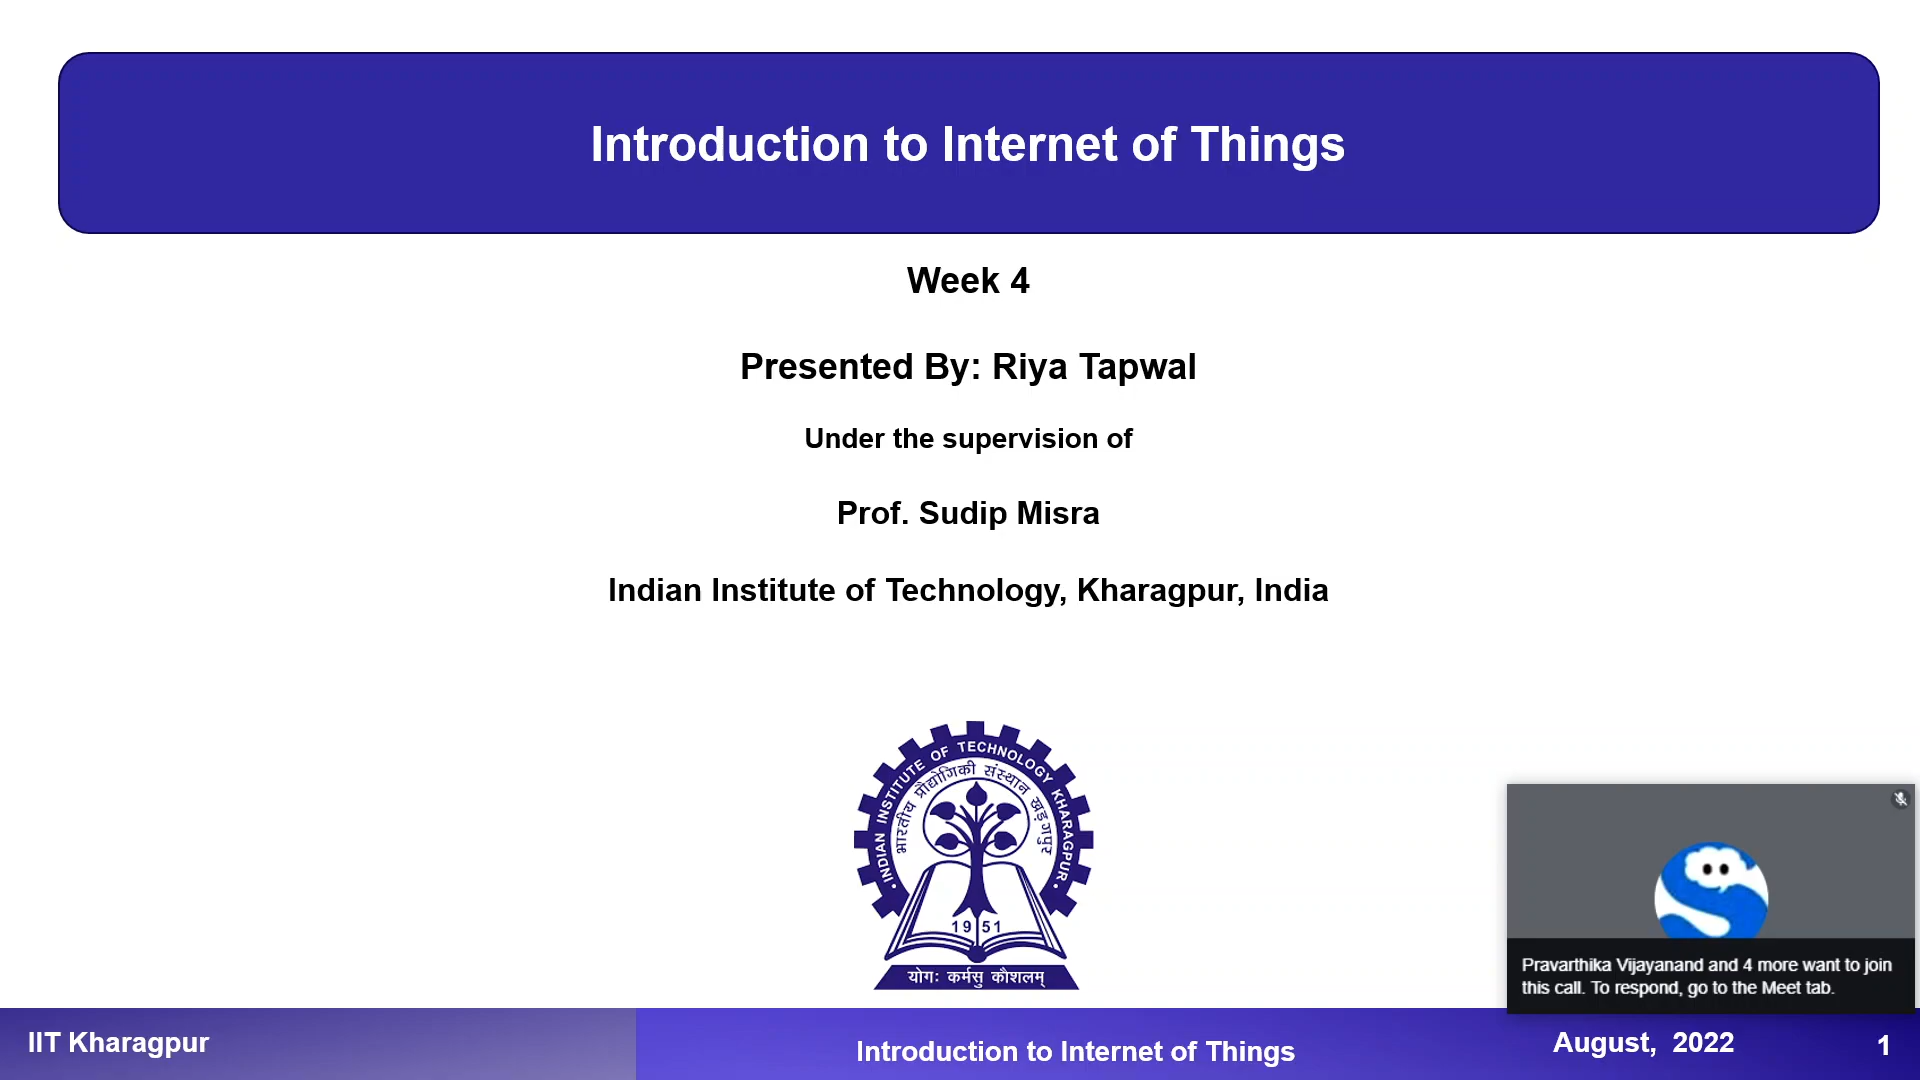 Introduction to Internet of Things
Week 4
Presented By: Riya Tapwal
Under the supervision of
Prof. Sudip Misra
Indian Institute of Technology, Kharagpur, India
INDIAN INSTITUTE OF TECHNOLOGY KHARAGPUR
भारतीय प्रौद्योगिकी संस्थान खड़गपुर
1951
योगः कर्मसु कौशलम्
Pravarthika Vijayanand and 4 more want to join
this call. To respond, go to the Meet tab.
IIT Kharagpur
Introduction to Internet of Things
August, 2022
1